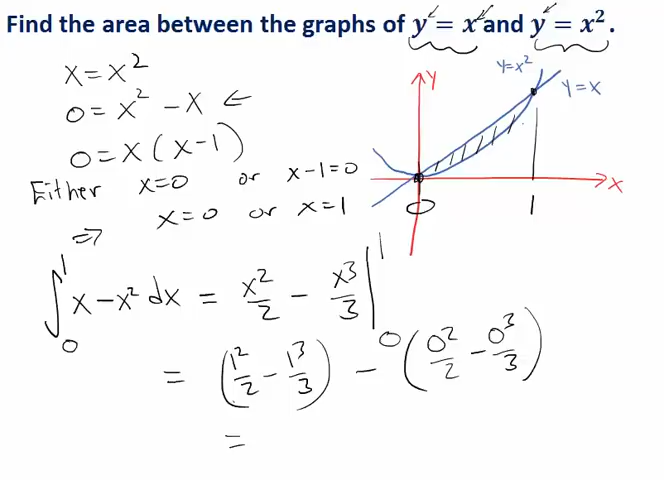 Find the area between the graphs of y = x and y = x².
x = x²
0 = x² - x ←
0 = x (x-1)
Either x=0 or x-1=0
⇒ x=0 or x=1
y=x²
y=x
Y
X
0 1
∫₀¹ x - x² dx = x²/2 - x³/3 |₀¹
= (1²/2 - 1³/3) - (0²/2 - 0³/3)
=